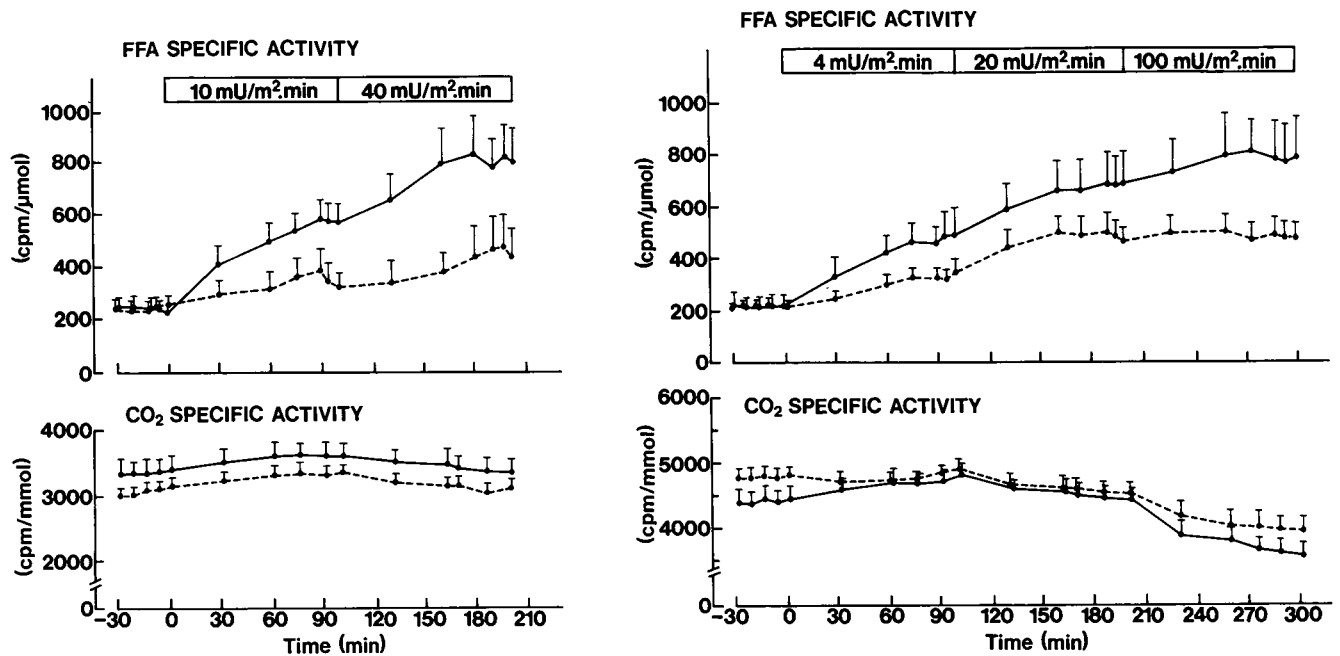 FFA SPECIFIC ACTIVITY
10 mU/m².min 40 mU/m².min
1000
800
600
400
200
0
(cpm/μmol)
CO₂ SPECIFIC ACTIVITY
4000
3000
2000
0
(cpm/mmol)
-30 0 30 60 90 120 150 180 210
Time (min)
FFA SPECIFIC ACTIVITY
4 mU/m².min 20 mU/m².min 100 mU/m².min
1000
800
600
400
200
0
(cpm/μmol)
CO₂ SPECIFIC ACTIVITY
6000
5000
4000
0
(cpm/mmol)
-30 0 30 60 90 120 150 180 210 240 270 300
Time (min)